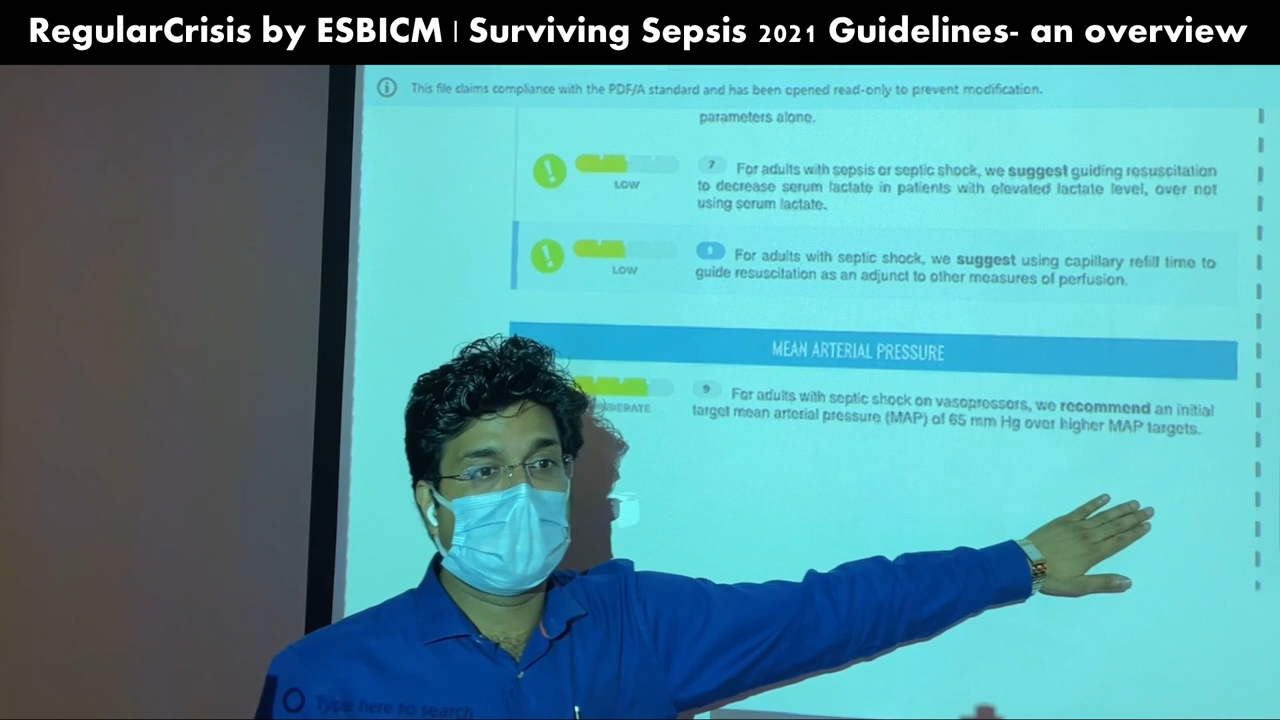 RegularCrisis by ESBICM | Surviving Sepsis 2021 Guidelines- an overview
This file claims compliance with the PDF/A standard and has been opened read-only to prevent modification.
parameters alone.
LOW
7 For adults with sepsis or septic shock, we suggest guiding resuscitation
to decrease serum lactate in patients with elevated lactate level, over not
using serum lactate.
LOW
8 For adults with septic shock, we suggest using capillary refill time to
guide resuscitation as an adjunct to other measures of perfusion.
MEAN ARTERIAL PRESSURE
9 For adults with septic shock on vasopressors, we recommend an initial
target mean arterial pressure (MAP) of 65 mm Hg over higher MAP targets.
Type here to search